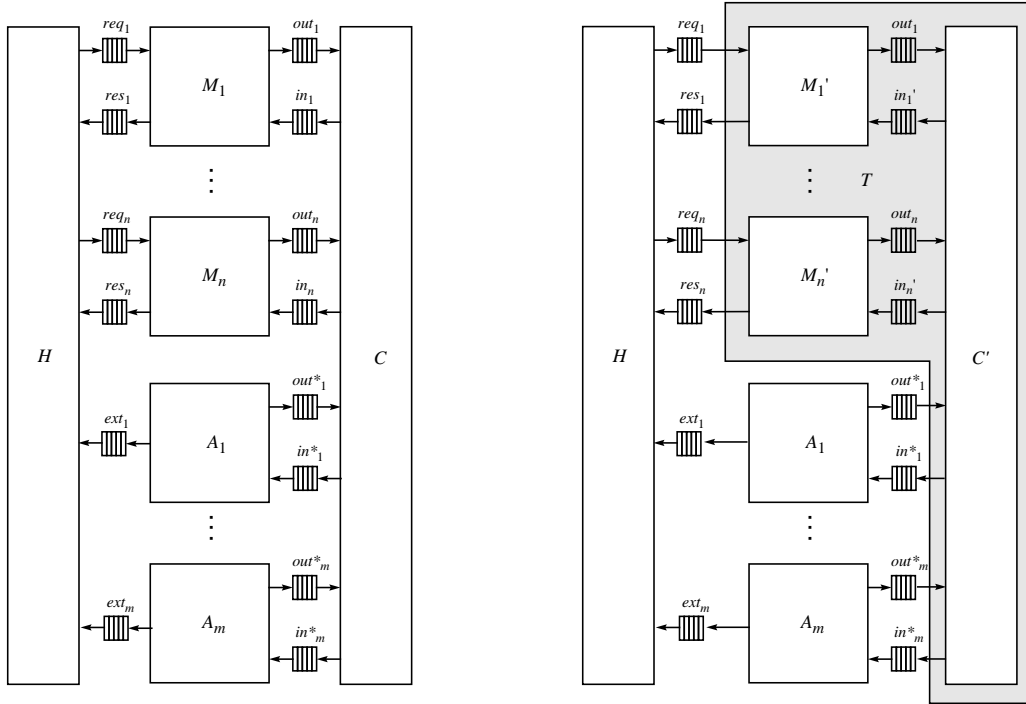 req₁ out₁ req₁ out₁
M₁ M₁'
res₁ in₁ res₁ in₁'
⋮ ⋮ T
reqₙ outₙ reqₙ outₙ
Mₙ Mₙ'
resₙ inₙ resₙ inₙ'
H C H C'
out*₁ out*₁
ext₁ A₁ ext₁ A₁
in*₁ in*₁
⋮ ⋮
out*ₘ out*ₘ
extₘ Aₘ extₘ Aₘ
in*ₘ in*ₘ